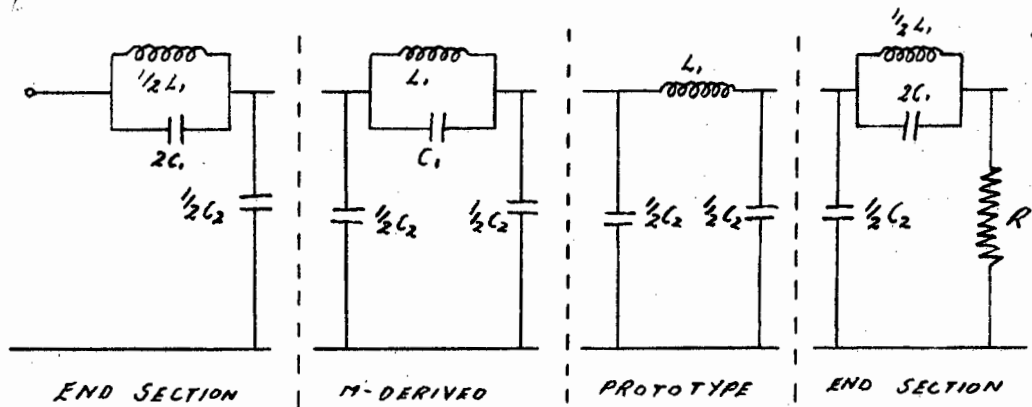 ½L₁
2C₁
½C₂
END SECTION
L₁
C₁
½C₂
½C₂
M-DERIVED
L₁
½C₂
½C₂
PROTOTYPE
½L₁
2C₁
½C₂
R
END SECTION